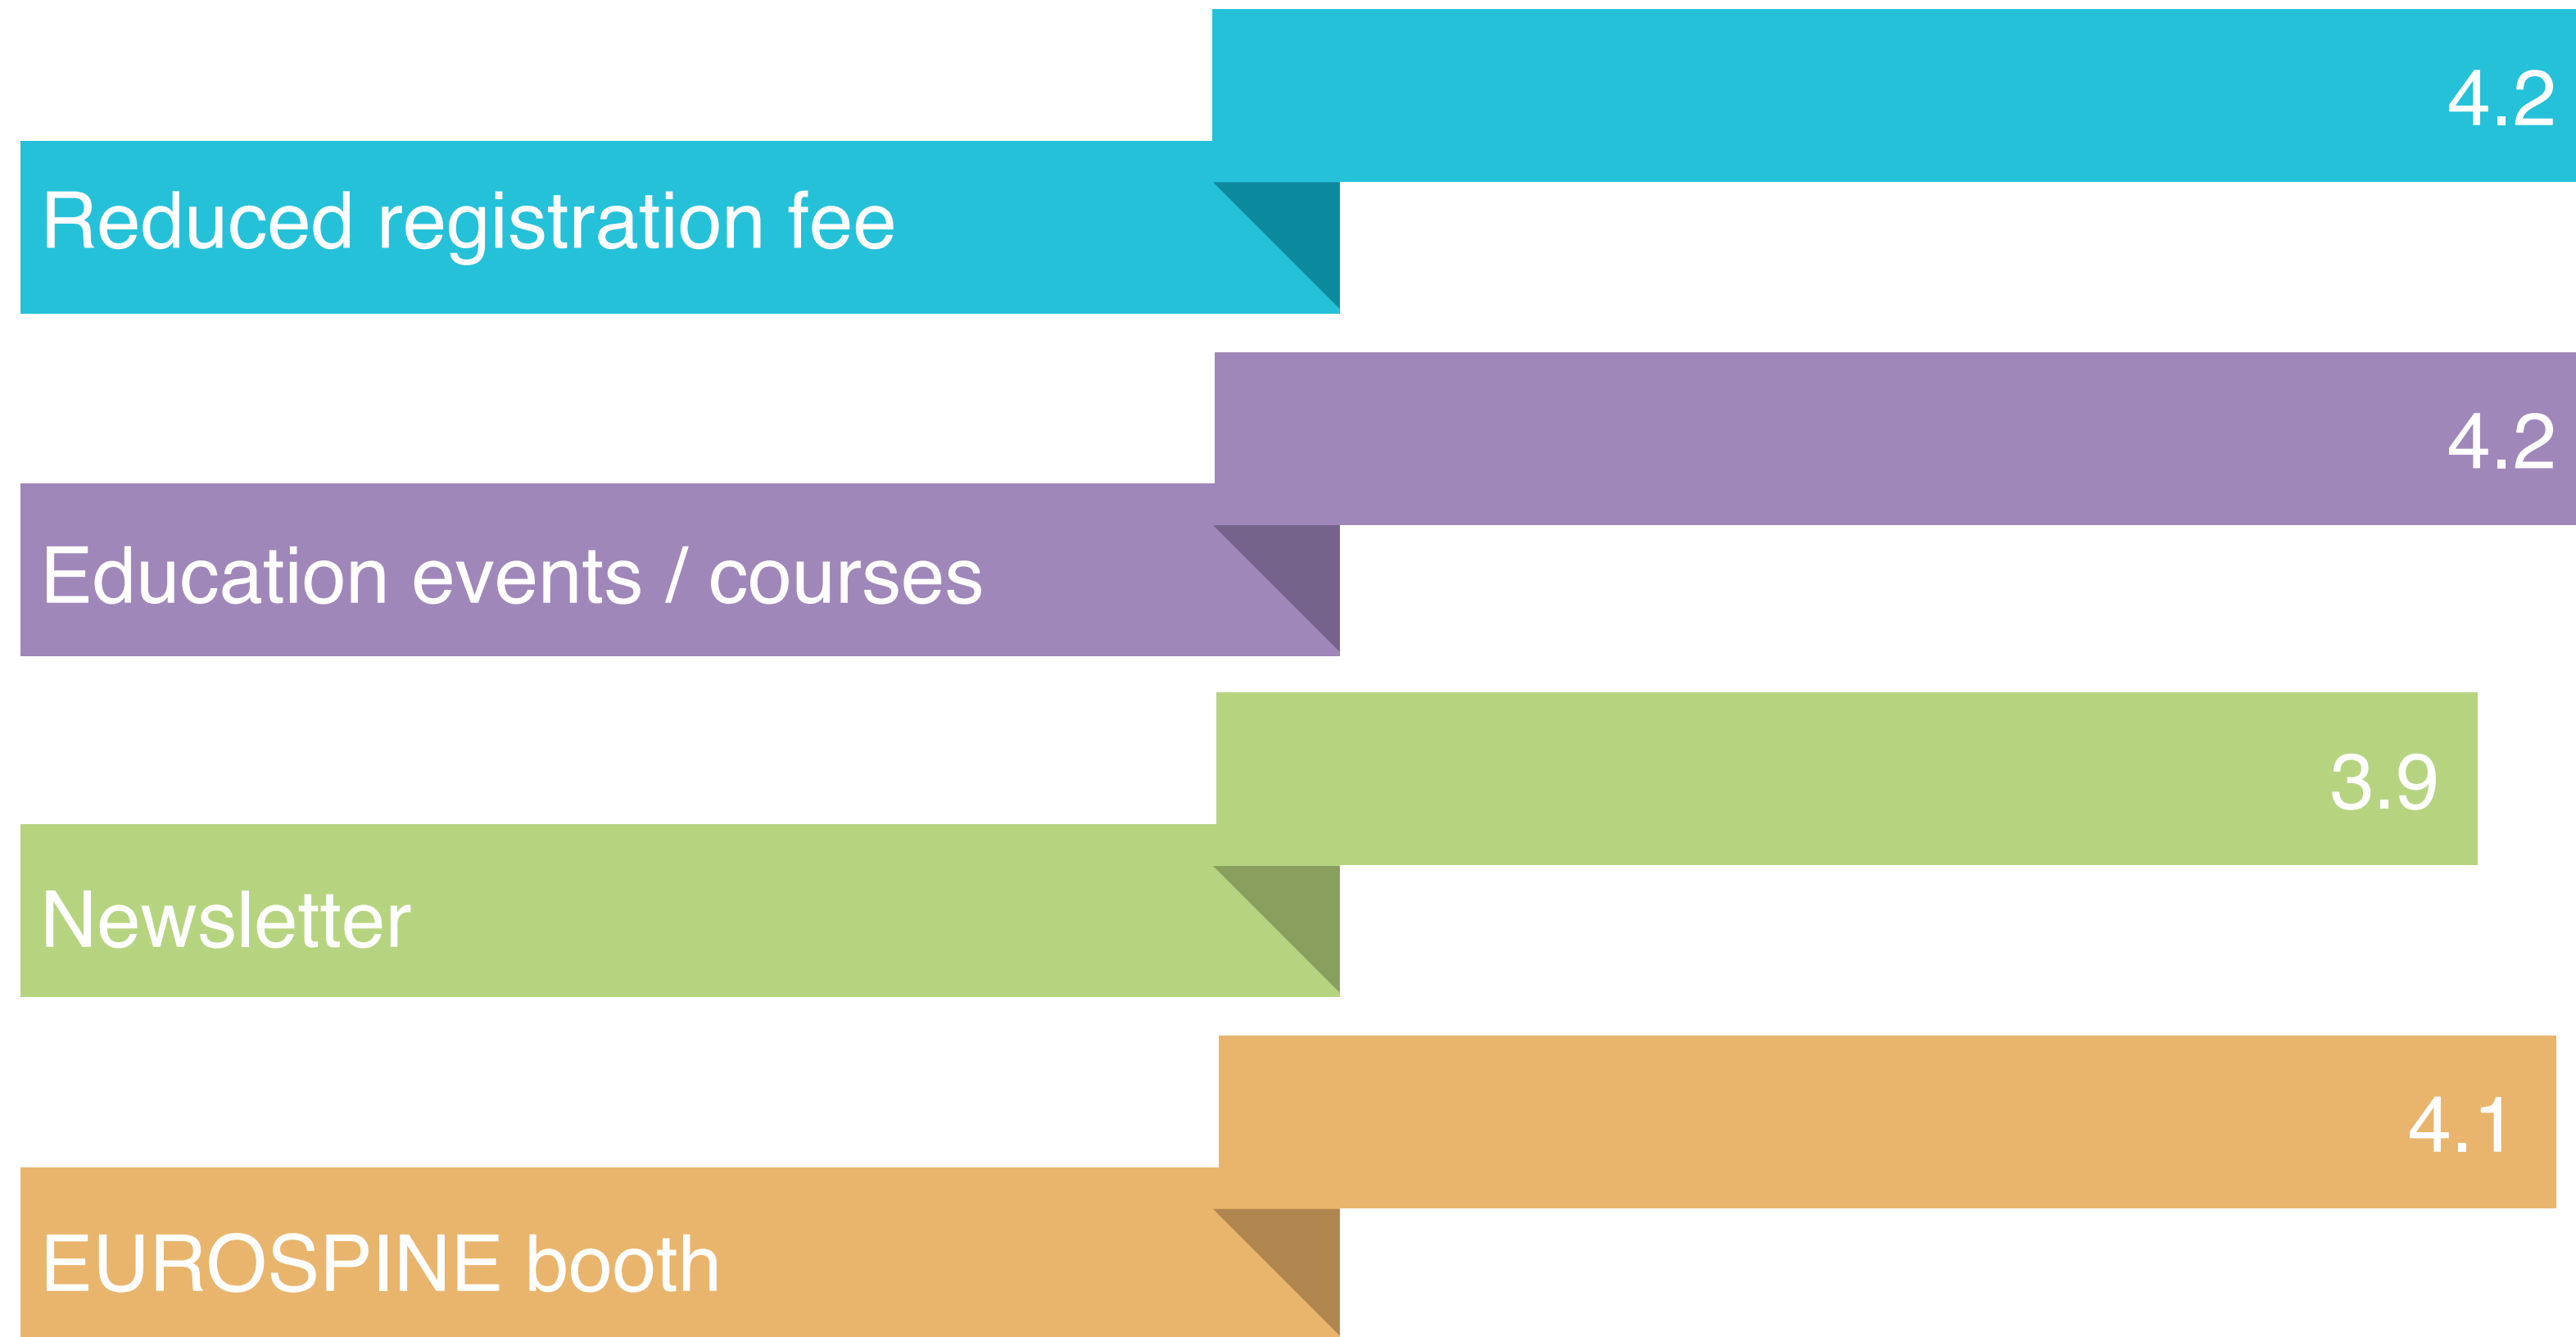 4.2
Reduced registration fee
4.2
Education events / courses
3.9
Newsletter
4.1
EUROSPINE booth